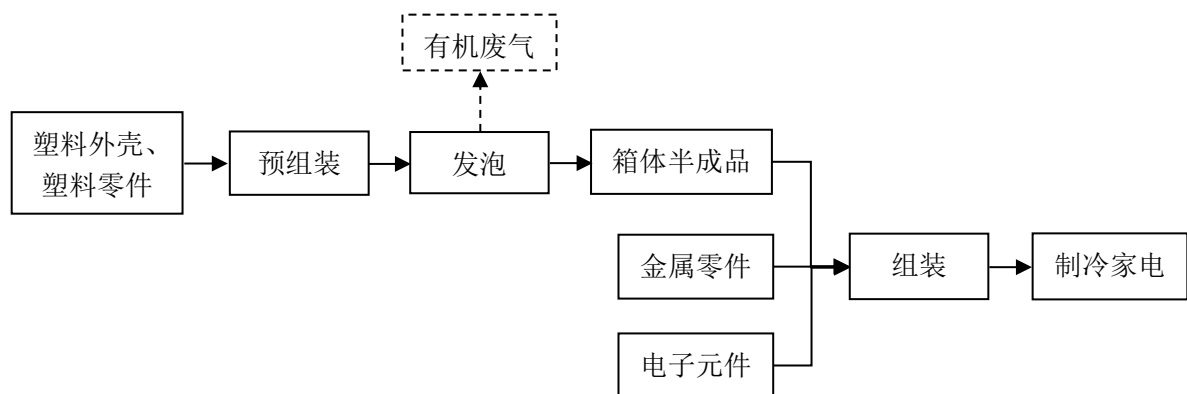 有机废气
塑料外壳、
塑料零件
预组装
发泡
箱体半成品
金属零件
组装
制冷家电
电子元件